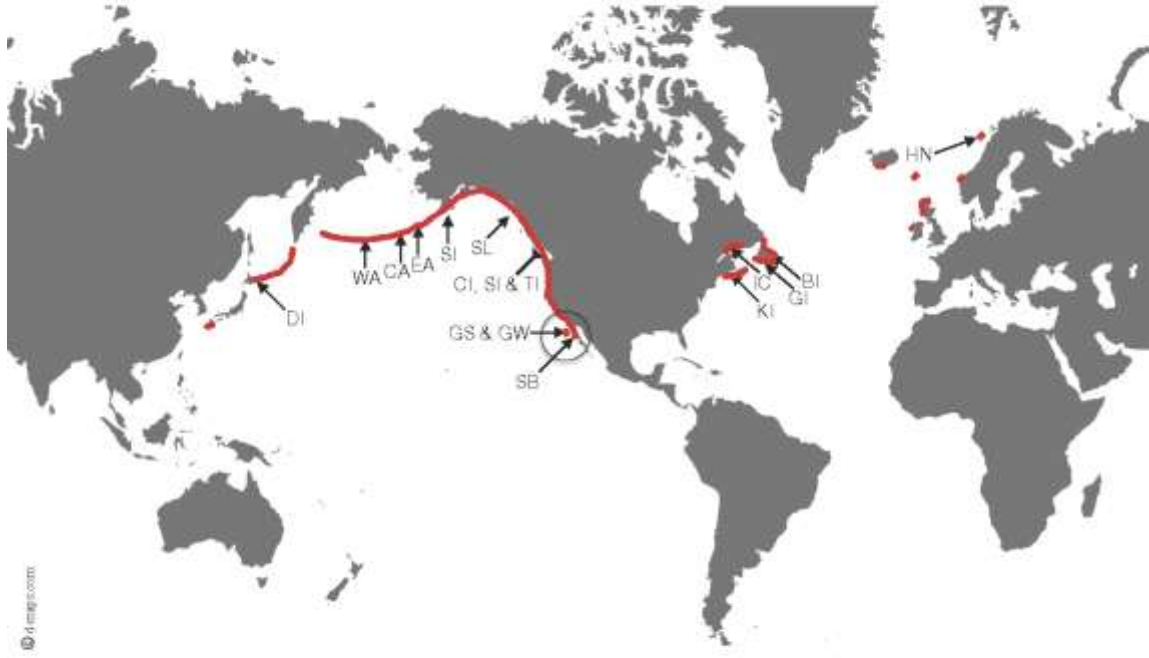 HN
SI
SL
EA
CA
WA
CI, SI & TI
IC
BI
GI
KI
DI
GS & GW
SB
© d-maps.com